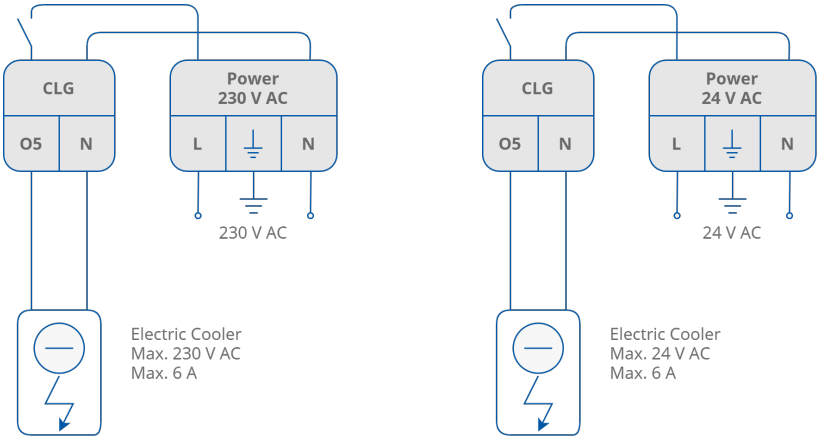 CLG
Power
230 V AC
O5
N
L
N
230 V AC
Electric Cooler
Max. 230 V AC
Max. 6 A
CLG
Power
24 V AC
O5
N
L
N
24 V AC
Electric Cooler
Max. 24 V AC
Max. 6 A